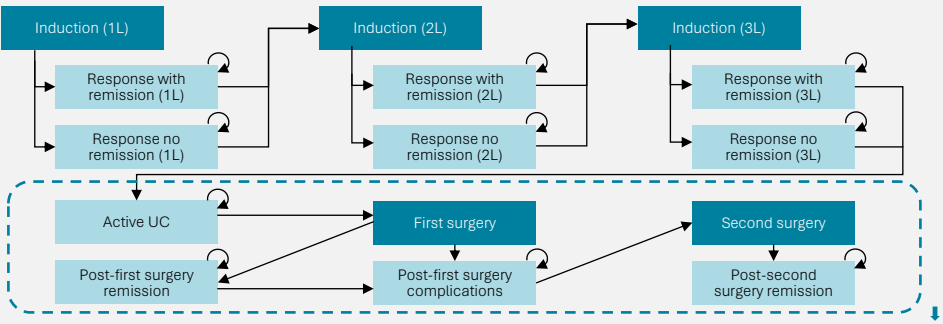 Induction (1L)
Induction (2L)
Induction (3L)
Response with
remission (1L)
Response with
remission (2L)
Response with
remission (3L)
Response no
remission (1L)
Response no
remission (2L)
Response no
remission (3L)
Active UC
First surgery
Second surgery
Post-first surgery
remission
Post-first surgery
complications
Post-second
surgery remission